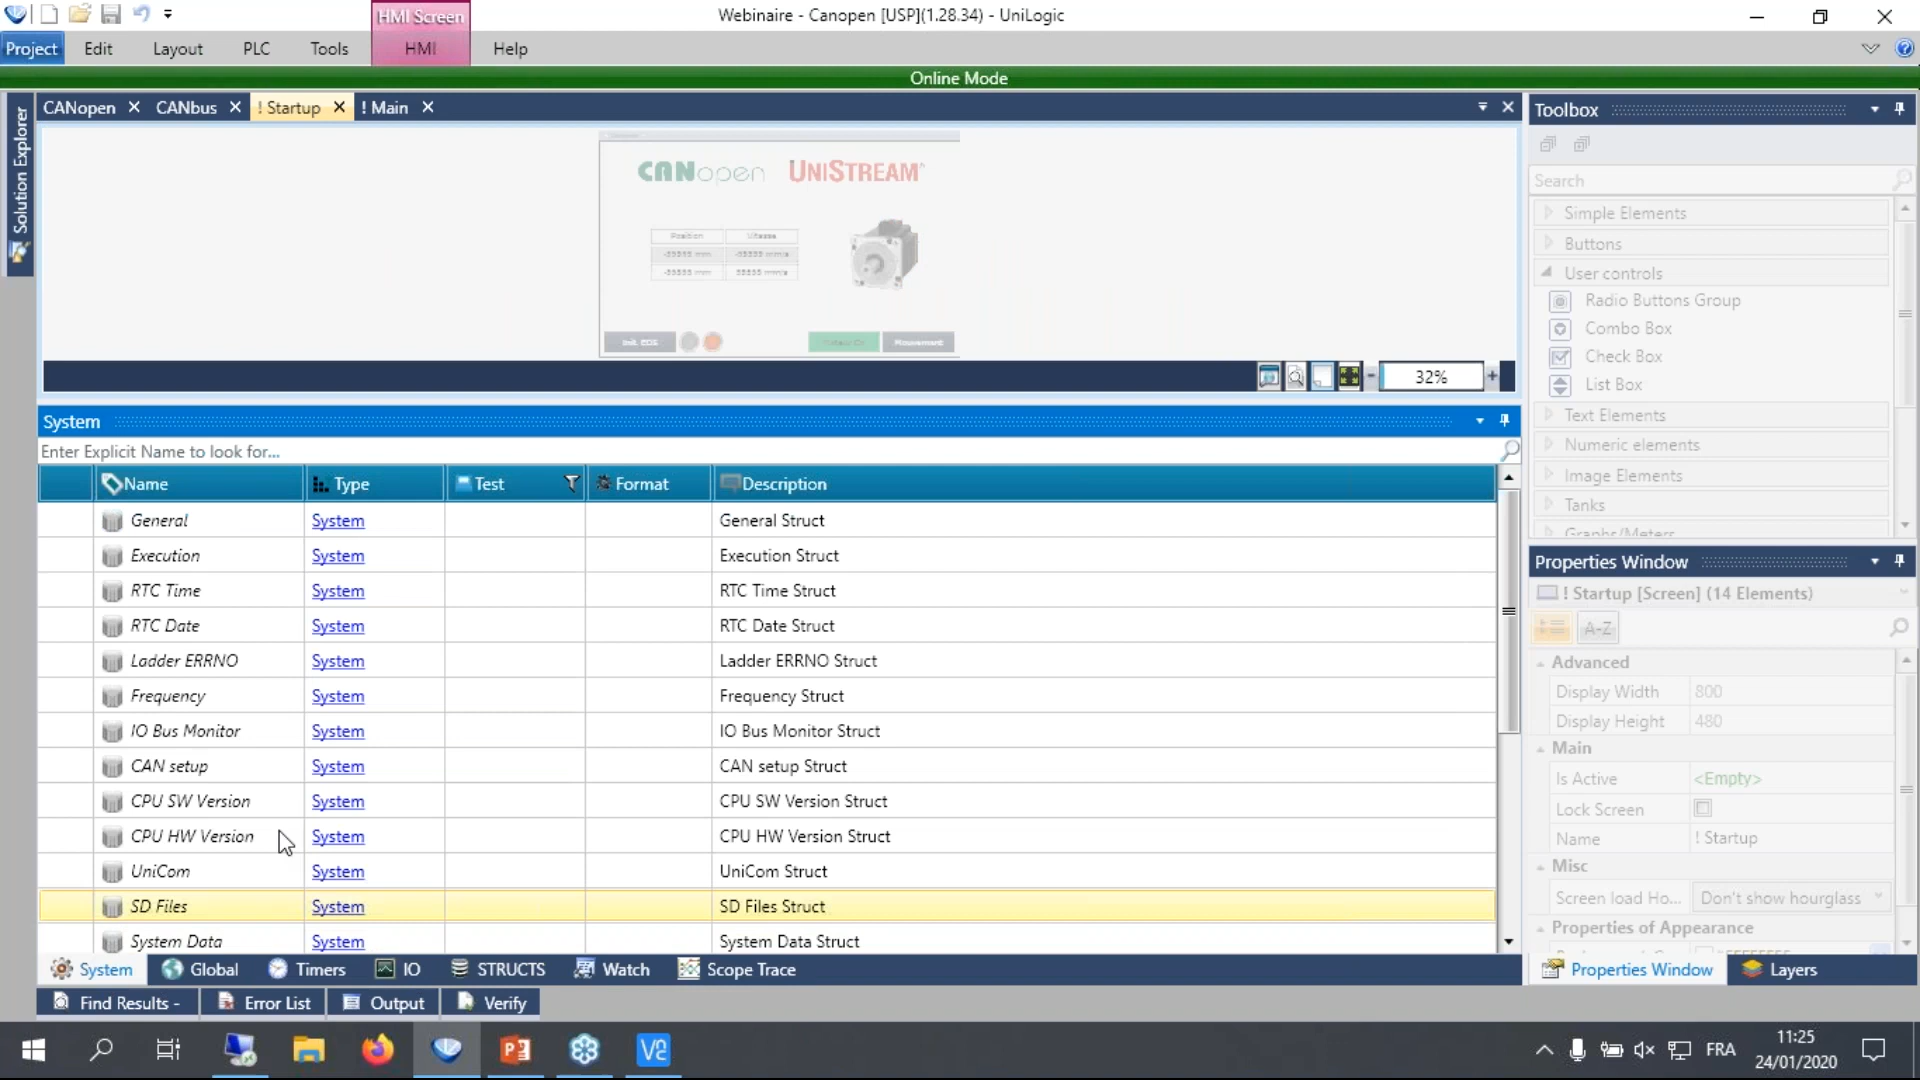 HMI Screen
Webinaire - Canopen [USP](1.28.34) - UniLogic
Project Edit Layout PLC Tools HMI Help
Online Mode
Solution Explorer
CANopen CANbus ! Startup ! Main
CANopen UNISTREAM
Position Vitesse
Init. EDS Mouvement
32%
System
Enter Explicit Name to look for...
Name Type Test Format Description
General System General Struct
Execution System Execution Struct
RTC Time System RTC Time Struct
RTC Date System RTC Date Struct
Ladder ERRNO System Ladder ERRNO Struct
Frequency System Frequency Struct
IO Bus Monitor System IO Bus Monitor Struct
CAN setup System CAN setup Struct
CPU SW Version System CPU SW Version Struct
CPU HW Version System CPU HW Version Struct
UniCom System UniCom Struct
SD Files System SD Files Struct
System Data System System Data Struct
System Global Timers IO STRUCTS Watch Scope Trace
Find Results - Error List Output Verify
Toolbox
Search
Simple Elements
Buttons
User controls
Radio Buttons Group
Combo Box
Check Box
List Box
Text Elements
Numeric elements
Image Elements
Tanks
Graphs/Meters
Properties Window
! Startup [Screen] (14 Elements)
A-Z
Advanced
Display Width 800
Display Height 480
Main
Is Active <Empty>
Lock Screen
Name ! Startup
Misc
Screen load Ho... Don't show hourglass
Properties of Appearance
Properties Window Layers
FRA
11:25
24/01/2020